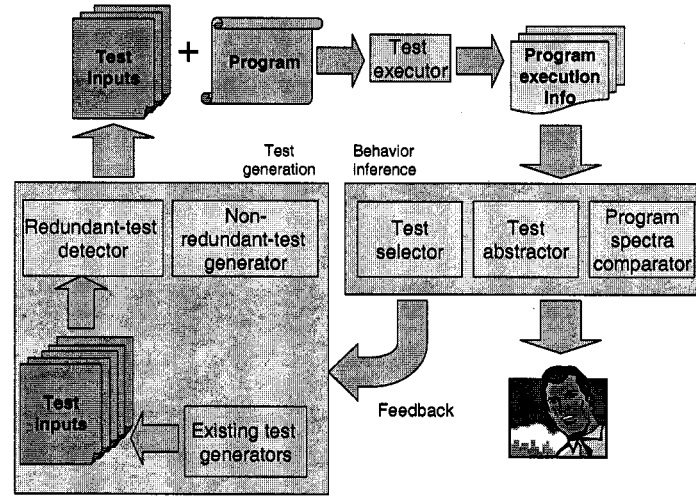 Test
Inputs
+
Program
Test
executor
Program
execution
info
Test
generation
Behavior
inference
Redundant-test
detector
Non-
redundant-test
generator
Test
selector
Test
abstractor
Program
spectra
comparator
Test
Inputs
Existing test
generators
Feedback